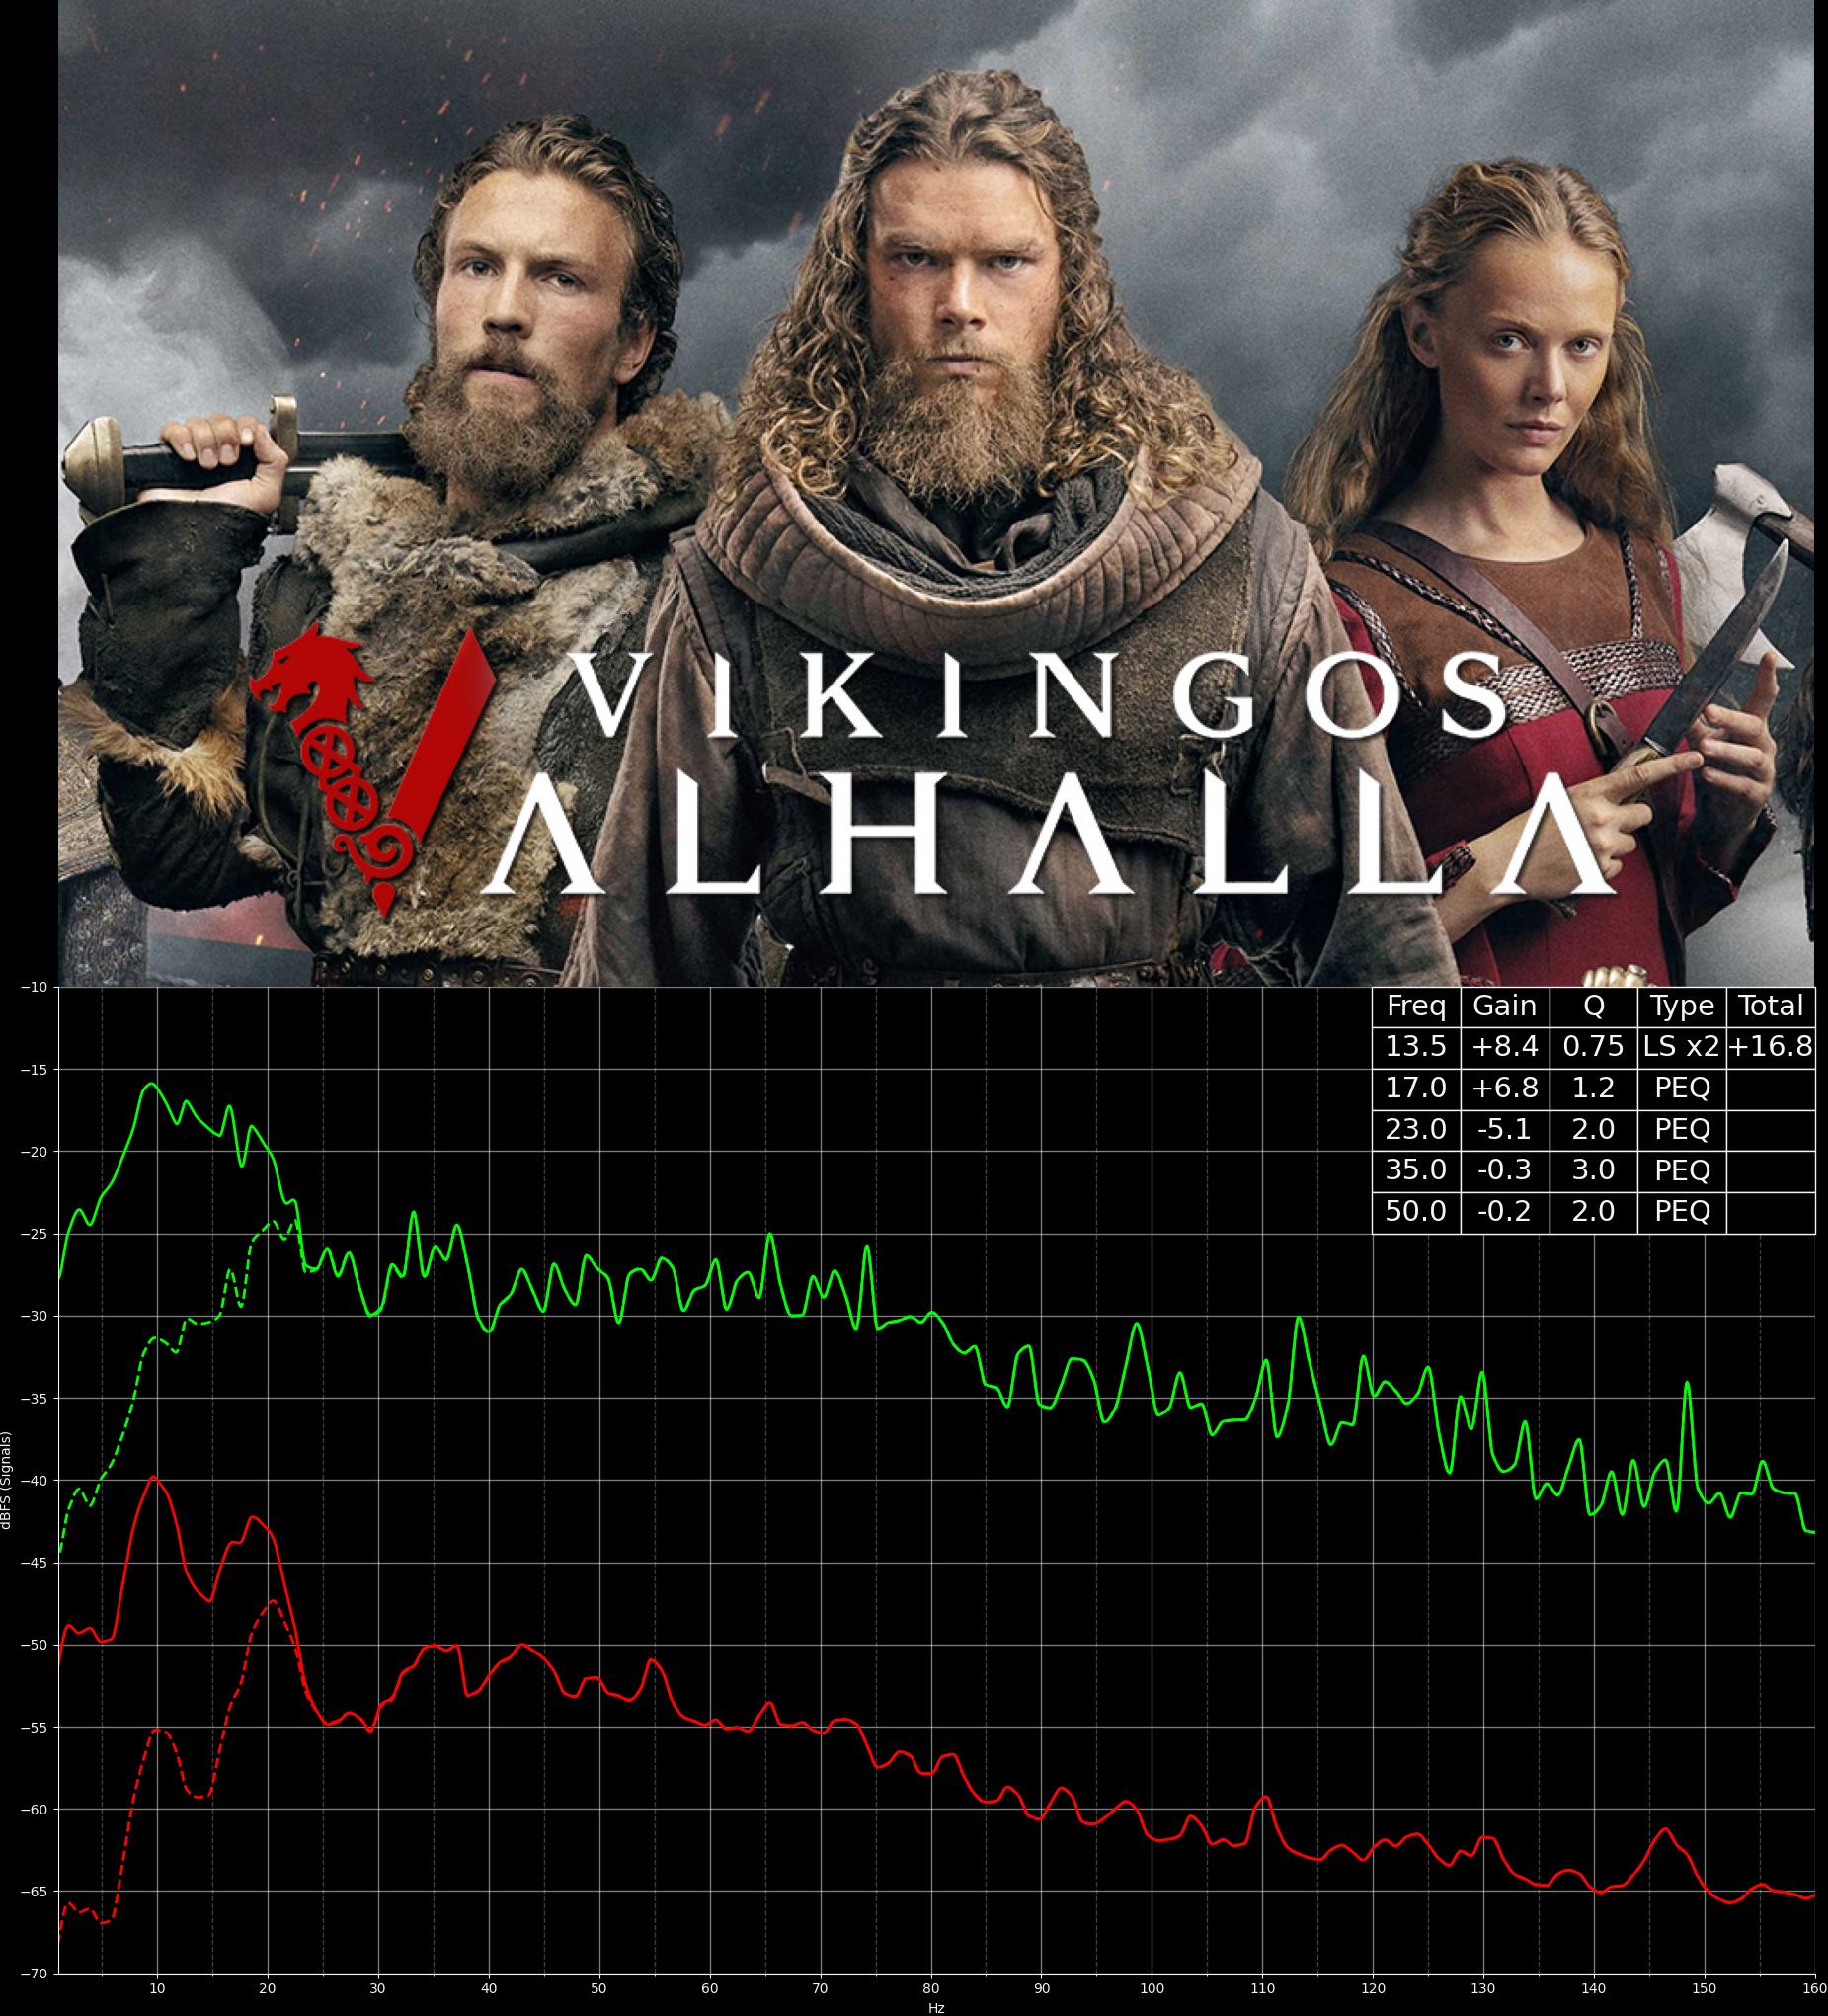 VIKINGOS
VALHALLA
Freq Gain Q Type Total
13.5 +8.4 0.75 LS x2 +16.8
17.0 +6.8 1.2 PEQ
23.0 -5.1 2.0 PEQ
35.0 -0.3 3.0 PEQ
50.0 -0.2 2.0 PEQ
−10
−15
−20
−25
−30
−35
−40
−45
−50
−55
−60
−65
−70
dBFS (Signals)
10 20 30 40 50 60 70 80 90 100 110 120 130 140 150 160
Hz